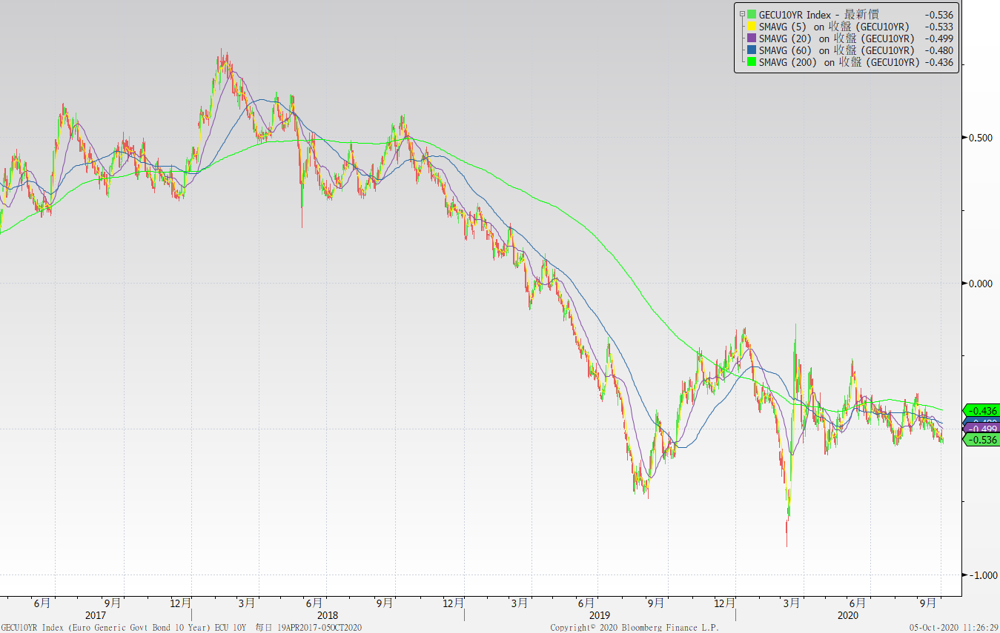 GECU10YR Index - 最新價 -0.536
SMAVG (5) on 收盤 (GECU10YR) -0.533
SMAVG (20) on 收盤 (GECU10YR) -0.499
SMAVG (60) on 收盤 (GECU10YR) -0.480
SMAVG (200) on 收盤 (GECU10YR) -0.436
0.500
0.000
-0.436
-0.499
-0.536
-1.000
6月 9月 12月 3月 6月 9月 12月 3月 6月 9月 12月 3月 6月 9月
2017 2018 2019 2020
GECU10YR Index (Euro Generic Govt Bond 10 Year) ECU 10Y 每日 19APR2017-05OCT2020 Copyright© 2020 Bloomberg Finance L.P. 05-Oct-2020 11:26:29